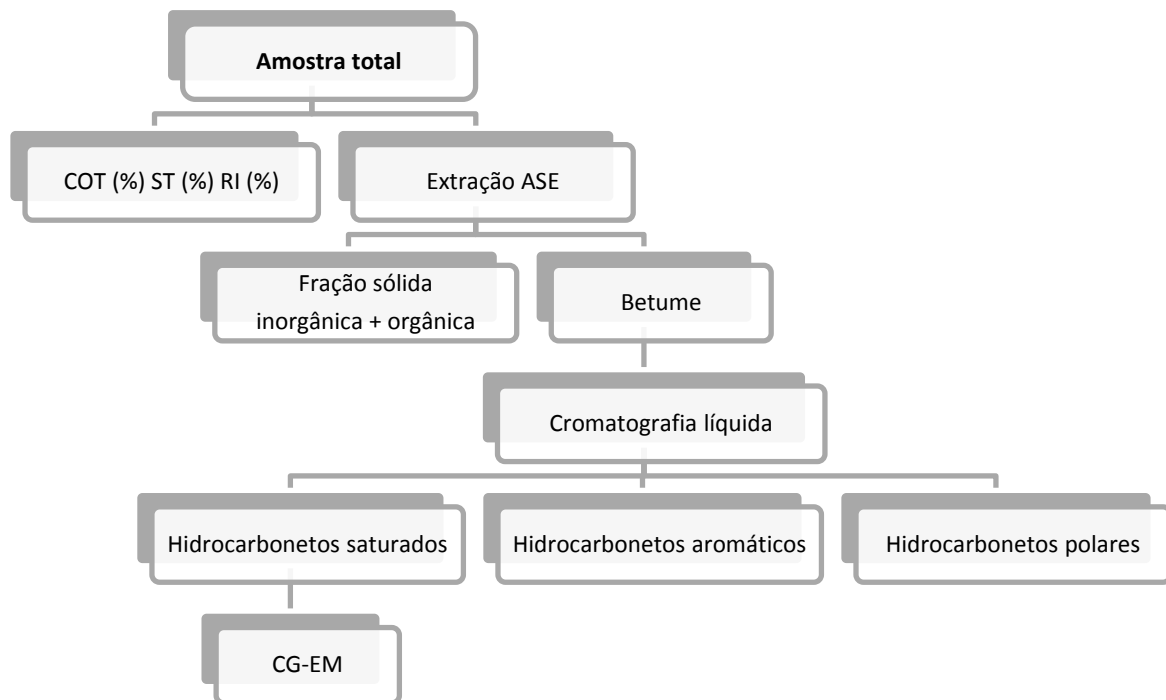 Amostra total
COT (%) ST (%) RI (%)
Extração ASE
Fração sólida
inorgânica + orgânica
Betume
Cromatografia líquida
Hidrocarbonetos saturados
Hidrocarbonetos aromáticos
Hidrocarbonetos polares
CG-EM